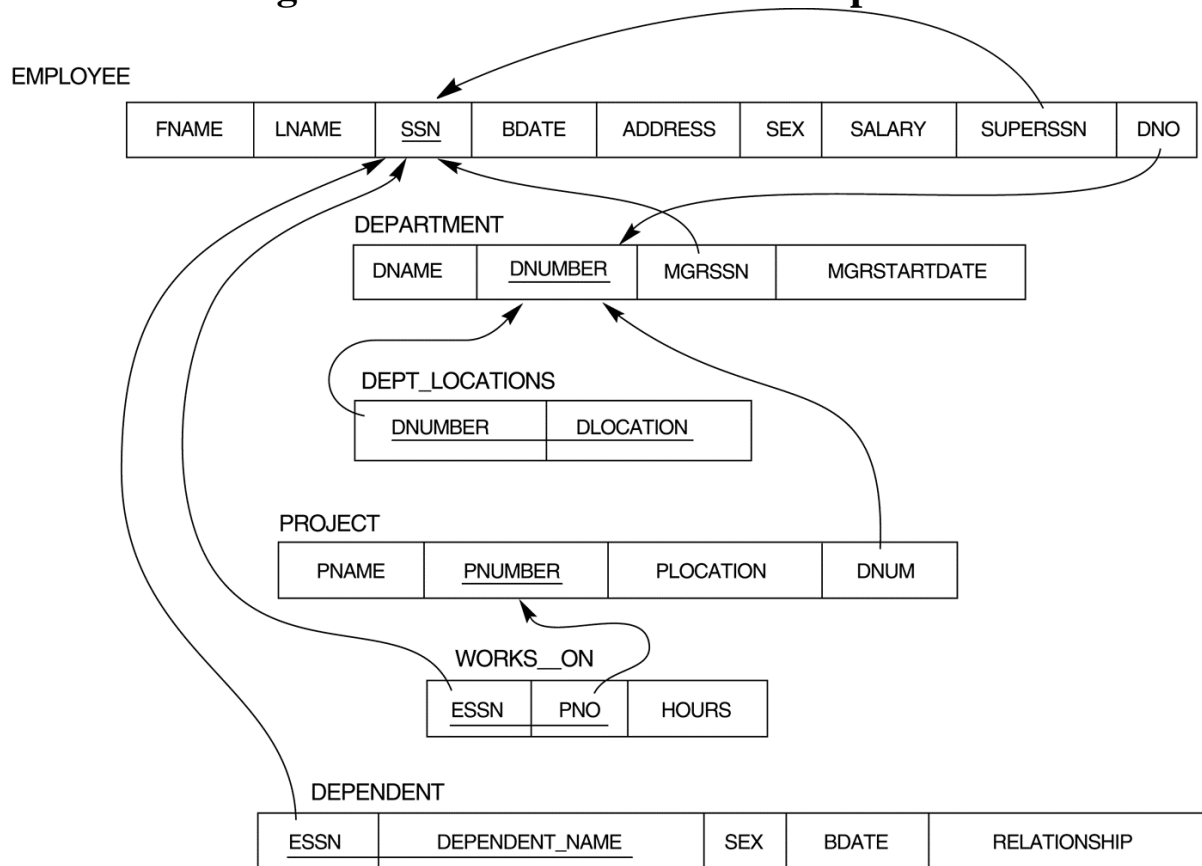 EMPLOYEE
FNAME LNAME SSN BDATE ADDRESS SEX SALARY SUPERSSN DNO
DEPARTMENT
DNAME DNUMBER MGRSSN MGRSTARTDATE
DEPT_LOCATIONS
DNUMBER DLOCATION
PROJECT
PNAME PNUMBER PLOCATION DNUM
WORKS__ON
ESSN PNO HOURS
DEPENDENT
ESSN DEPENDENT_NAME SEX BDATE RELATIONSHIP